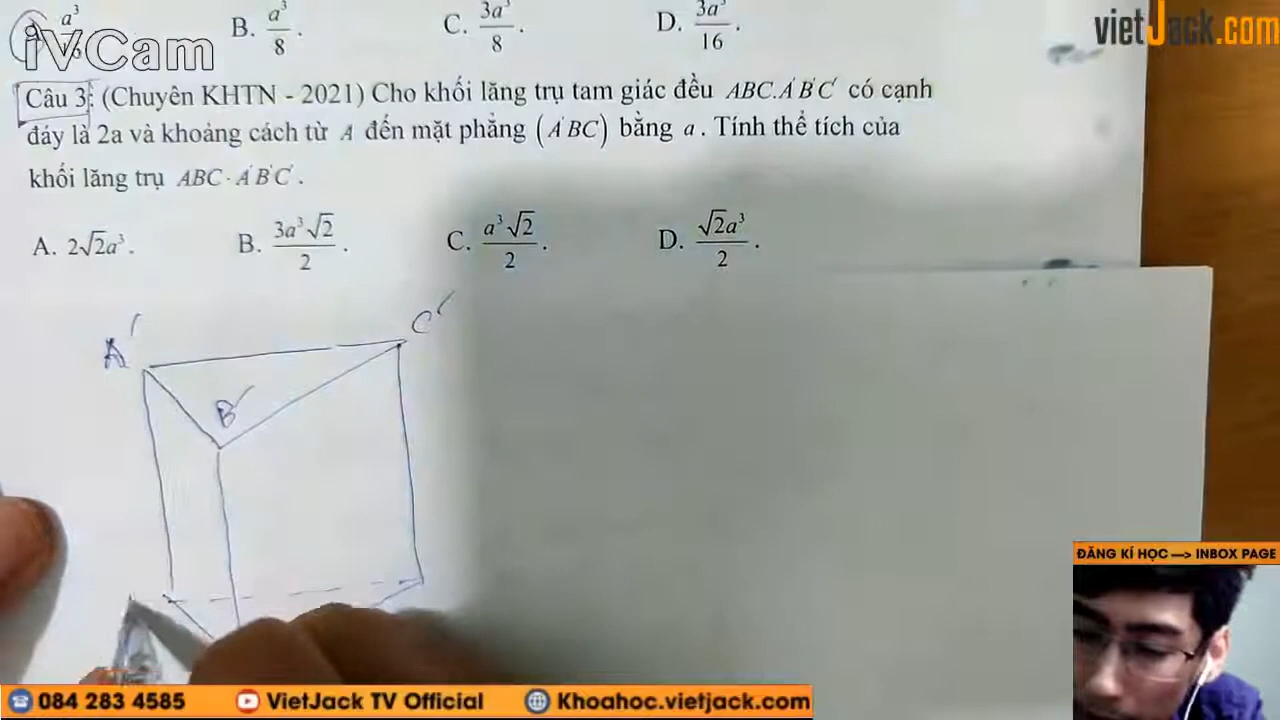 vietJack.com
iVCam
B. a³/8 .
C. 3a³/8 .
D. 3a³/16 .
Câu 3: (Chuyên KHTN - 2021) Cho khối lăng trụ tam giác đều ABC.A'B'C' có cạnh
đáy là 2a và khoảng cách từ A đến mặt phẳng (A'BC) bằng a . Tính thể tích của
khối lăng trụ ABC · A'B'C' .
A. 2√2a³ .
B. 3a³√2/2 .
C. a³√2/2 .
D. √2a³/2 .
A'
C'
B'
ĐĂNG KÍ HỌC —> INBOX PAGE
084 283 4585
VietJack TV Official
Khoahoc.vietjack.com